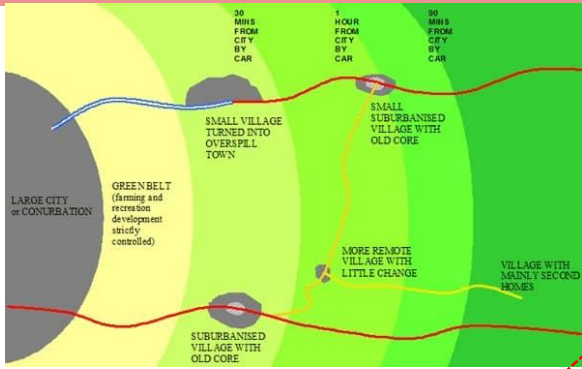 30
MINS
FROM
CITY
BY
CAR
1
HOUR
FROM
CITY
BY
CAR
90
MINS
FROM
CITY
BY
CAR
SMALL VILLAGE
TURNED INTO
OVERSPILL
TOWN
SMALL
SUBURBANISED
VILLAGE WITH
OLD CORE
LARGE CITY
or CONURBATION
GREEN BELT
(farming and
recreation
development
strictly
controlled)
MORE REMOTE
VILLAGE WITH
LITTLE CHANGE
VILLAGE WITH
MAINLY SECOND
HOMES
SUBURBANISED
VILLAGE WITH
OLD CORE